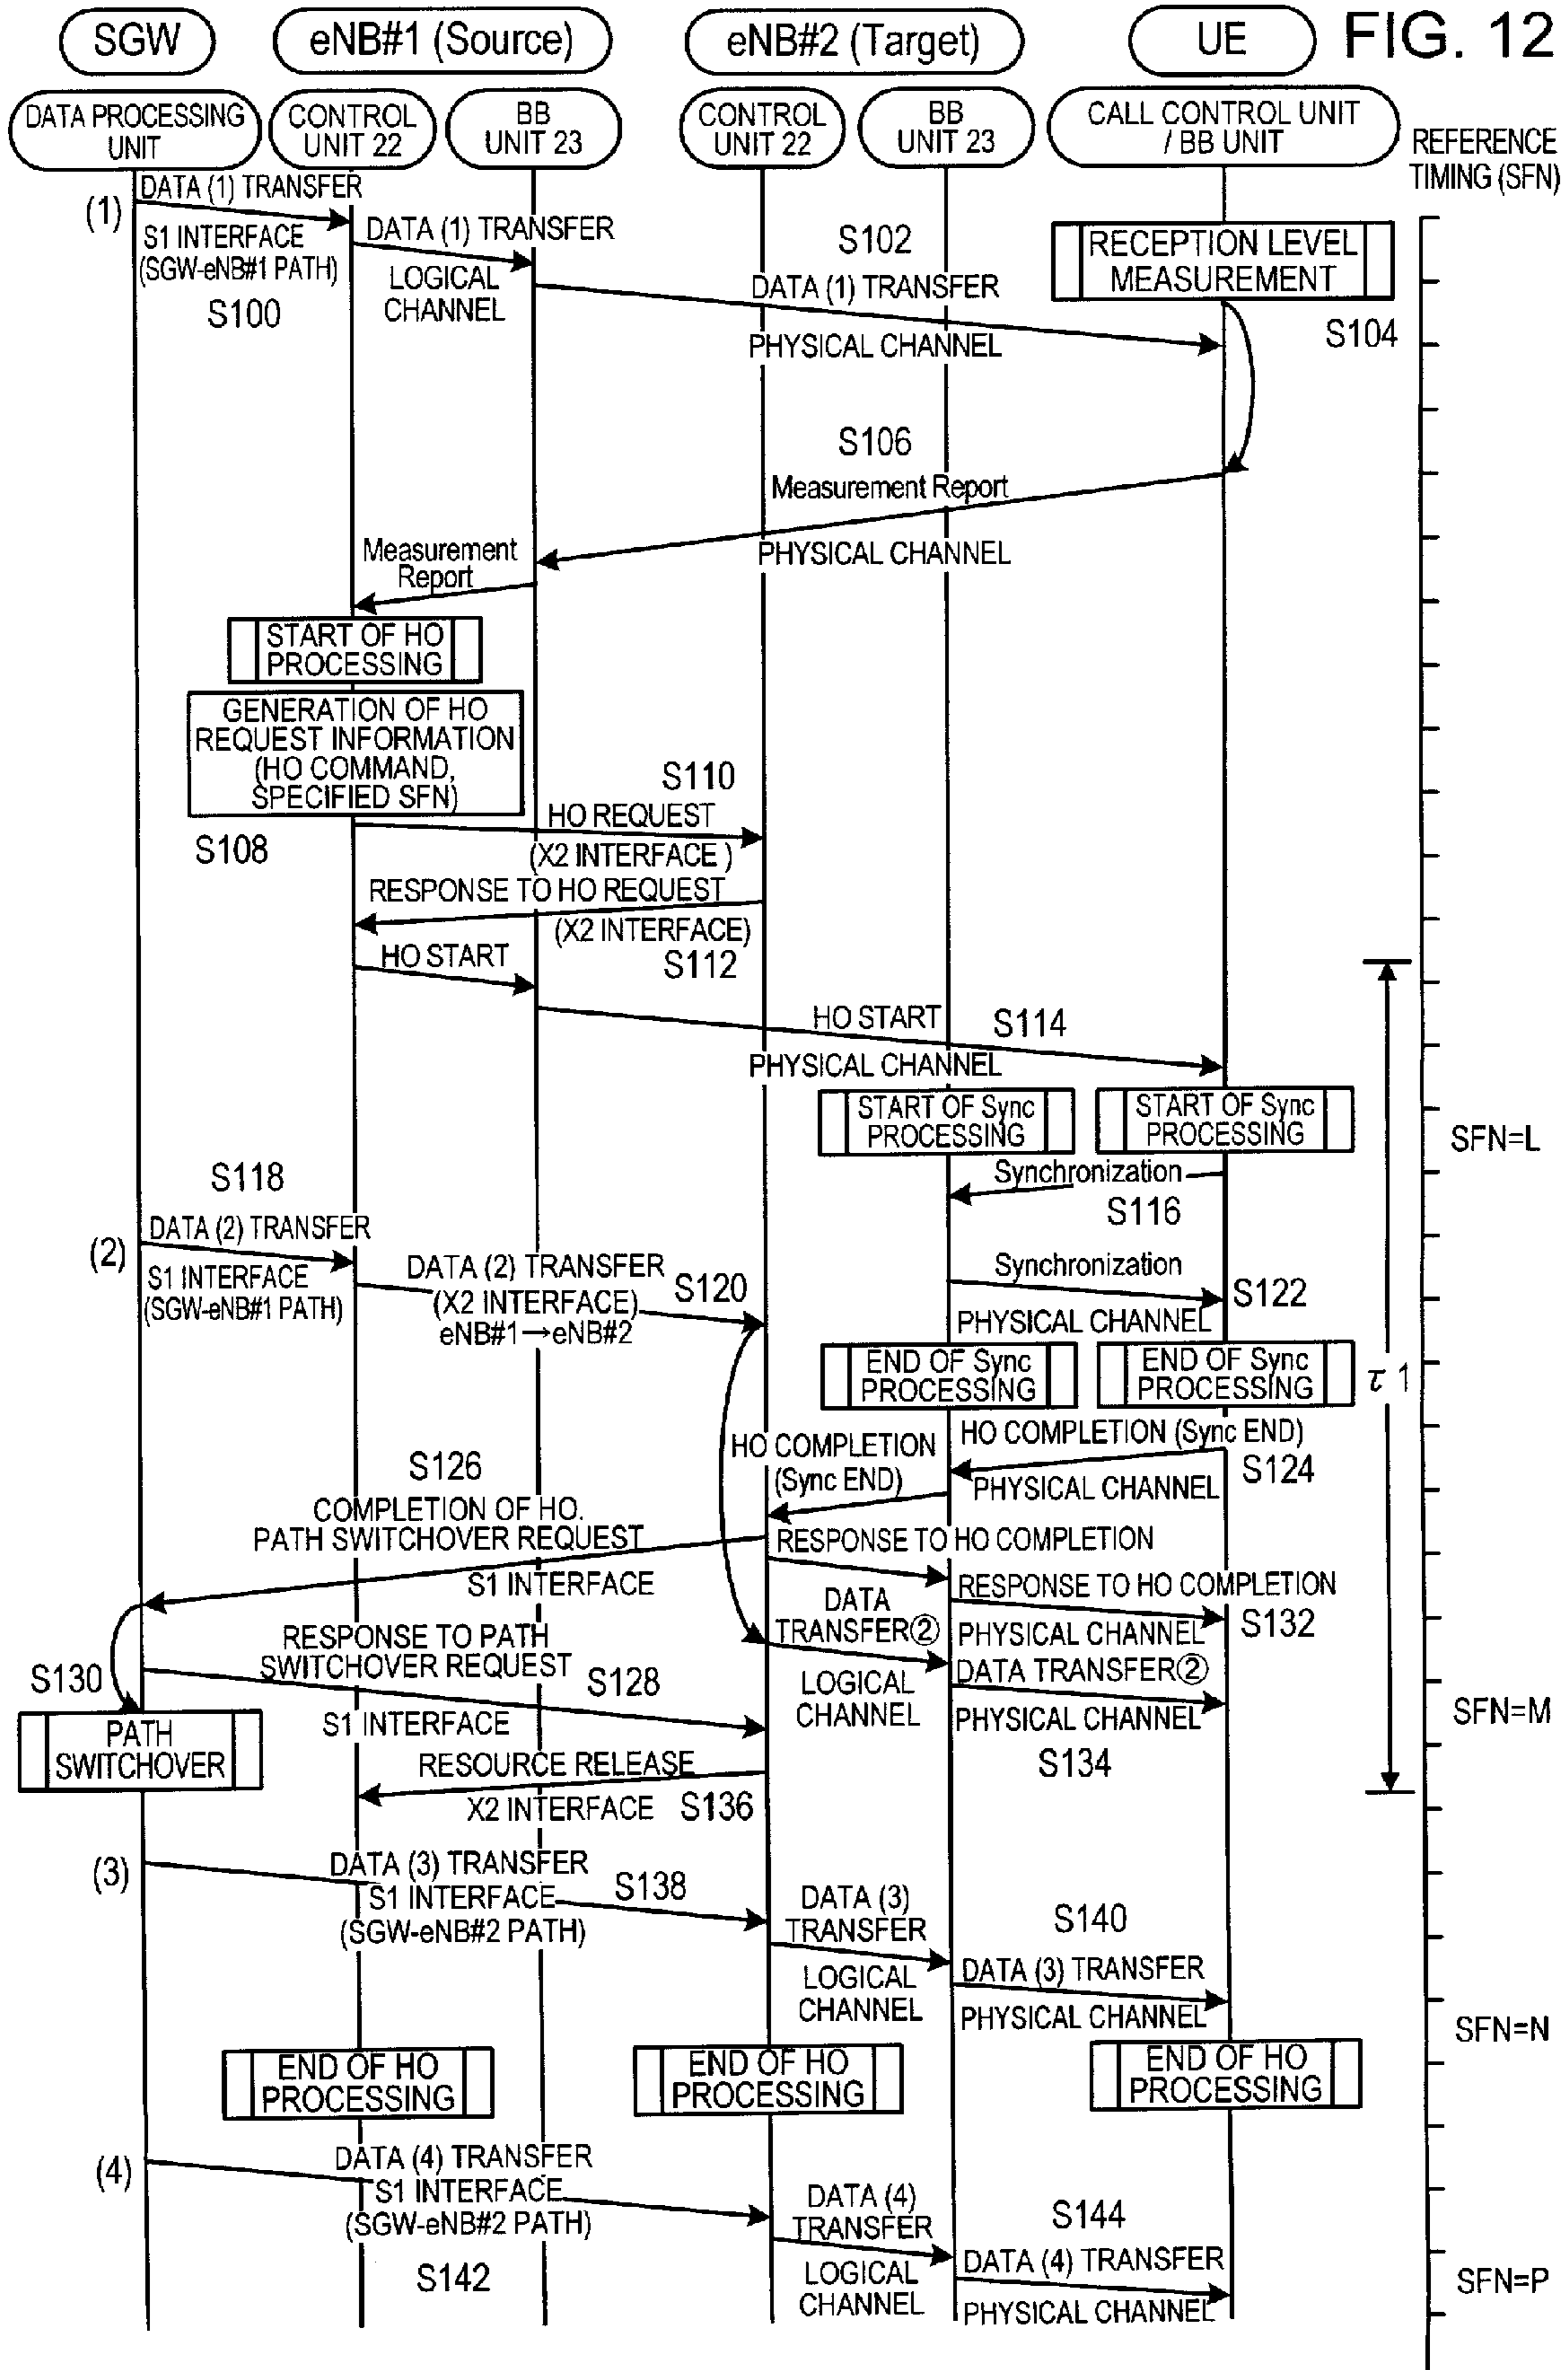 FIG. 12
SGW
eNB#1 (Source)
eNB#2 (Target)
UE
DATA PROCESSING
UNIT
CONTROL
UNIT 22
BB
UNIT 23
CONTROL
UNIT 22
BB
UNIT 23
CALL CONTROL UNIT
/ BB UNIT
REFERENCE
TIMING (SFN)
(1)
DATA (1) TRANSFER
S1 INTERFACE
(SGW-eNB#1 PATH)
S100
DATA (1) TRANSFER
LOGICAL
CHANNEL
S102
DATA (1) TRANSFER
PHYSICAL CHANNEL
RECEPTION LEVEL
MEASUREMENT
S104
S106
Measurement Report
PHYSICAL CHANNEL
Measurement
Report
START OF HO
PROCESSING
GENERATION OF HO
REQUEST INFORMATION
(HO COMMAND,
SPECIFIED SFN)
S108
S110
HO REQUEST
(X2 INTERFACE )
RESPONSE TO HO REQUEST
(X2 INTERFACE)
S112
HO START
HO START
S114
PHYSICAL CHANNEL
START OF Sync
PROCESSING
START OF Sync
PROCESSING
SFN=L
Synchronization
S116
S118
(2)
DATA (2) TRANSFER
S1 INTERFACE
(SGW-eNB#1 PATH)
DATA (2) TRANSFER
(X2 INTERFACE)
eNB#1→eNB#2
S120
Synchronization
S122
PHYSICAL CHANNEL
END OF Sync
PROCESSING
END OF Sync
PROCESSING
τ 1
HO COMPLETION (Sync END)
PHYSICAL CHANNEL
S124
HO COMPLETION
(Sync END)
S126
COMPLETION OF HO.
PATH SWITCHOVER REQUEST
S1 INTERFACE
RESPONSE TO HO COMPLETION
RESPONSE TO HO COMPLETION
PHYSICAL CHANNEL
S132
DATA
TRANSFER②
LOGICAL
CHANNEL
DATA TRANSFER②
PHYSICAL CHANNEL
S134
RESPONSE TO PATH
SWITCHOVER REQUEST
S128
S1 INTERFACE
S130
PATH
SWITCHOVER
SFN=M
RESOURCE RELEASE
X2 INTERFACE
S136
(3)
DATA (3) TRANSFER
S1 INTERFACE
(SGW-eNB#2 PATH)
S138
DATA (3)
TRANSFER
LOGICAL
CHANNEL
S140
DATA (3) TRANSFER
PHYSICAL CHANNEL
SFN=N
END OF HO
PROCESSING
END OF HO
PROCESSING
END OF HO
PROCESSING
(4)
DATA (4) TRANSFER
S1 INTERFACE
(SGW-eNB#2 PATH)
S142
DATA (4)
TRANSFER
LOGICAL
CHANNEL
S144
DATA (4) TRANSFER
PHYSICAL CHANNEL
SFN=P